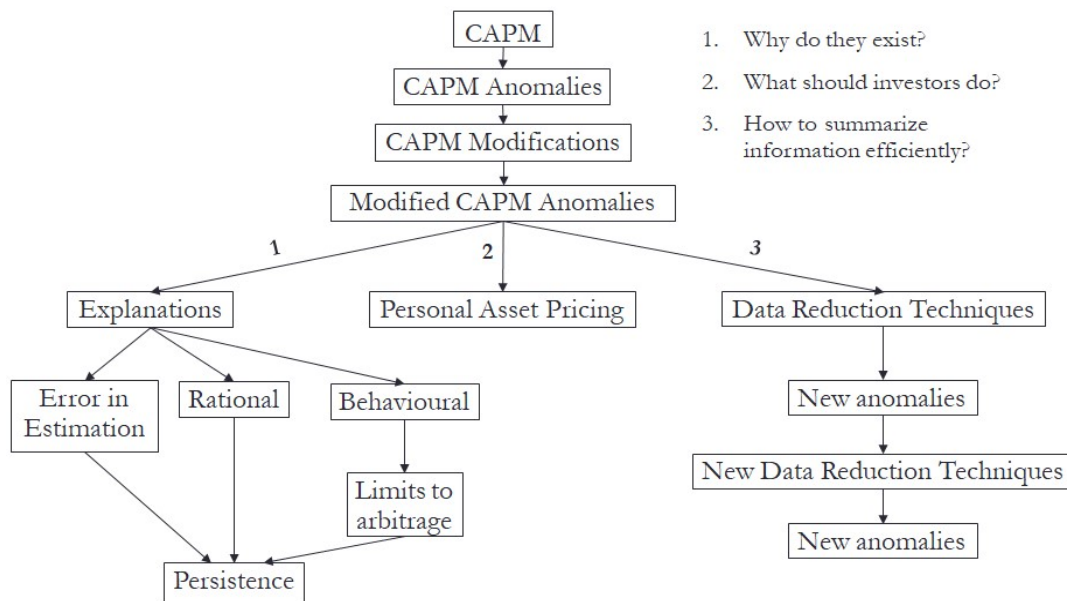 CAPM
1. Why do they exist?
CAPM Anomalies
2. What should investors do?
CAPM Modifications
3. How to summarize
information efficiently?
Modified CAPM Anomalies
1
2
3
Explanations
Personal Asset Pricing
Data Reduction Techniques
Error in
Estimation
Rational
Behavioural
New anomalies
Limits to
arbitrage
New Data Reduction Techniques
New anomalies
Persistence